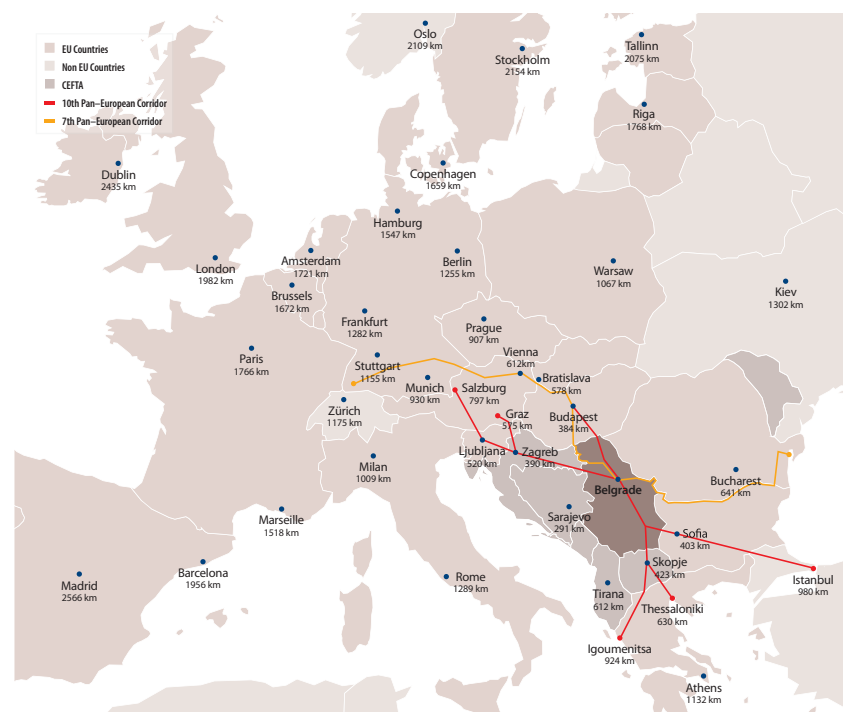 EU Countries
Non EU Countries
CEFTA
10th Pan–European Corridor
7th Pan–European Corridor
Oslo
2109 km
Stockholm
2154 km
Tallinn
2075 km
Riga
1768 km
Dublin
2435 km
Copenhagen
1659 km
Hamburg
1547 km
London
1982 km
Amsterdam
1721 km
Berlin
1255 km
Warsaw
1067 km
Brussels
1672 km
Kiev
1302 km
Frankfurt
1282 km
Prague
907 km
Paris
1766 km
Stuttgart
1155 km
Vienna
612km
Munich
930 km
Salzburg
797 km
Bratislava
578 km
Zürich
1175 km
Graz
575 km
Budapest
384 km
Ljubljana
520 km
Zagreb
390 km
Milan
1009 km
Belgrade
Bucharest
641 km
Marseille
1518 km
Sarajevo
291 km
Sofia
403 km
Madrid
2566 km
Barcelona
1956 km
Rome
1289 km
Skopje
423 km
Istanbul
980 km
Tirana
612 km
Thessaloniki
630 km
Igoumenitsa
924 km
Athens
1132 km